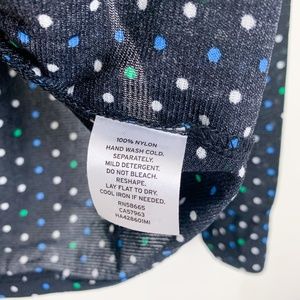 100% NYLON
HAND WASH COLD.
SEPARATELY.
MILD DETERGENT.
DO NOT BLEACH.
RESHAPE.
LAY FLAT TO DRY.
COOL IRON IF NEEDED.
RN58665
CA57963
HA428601MI